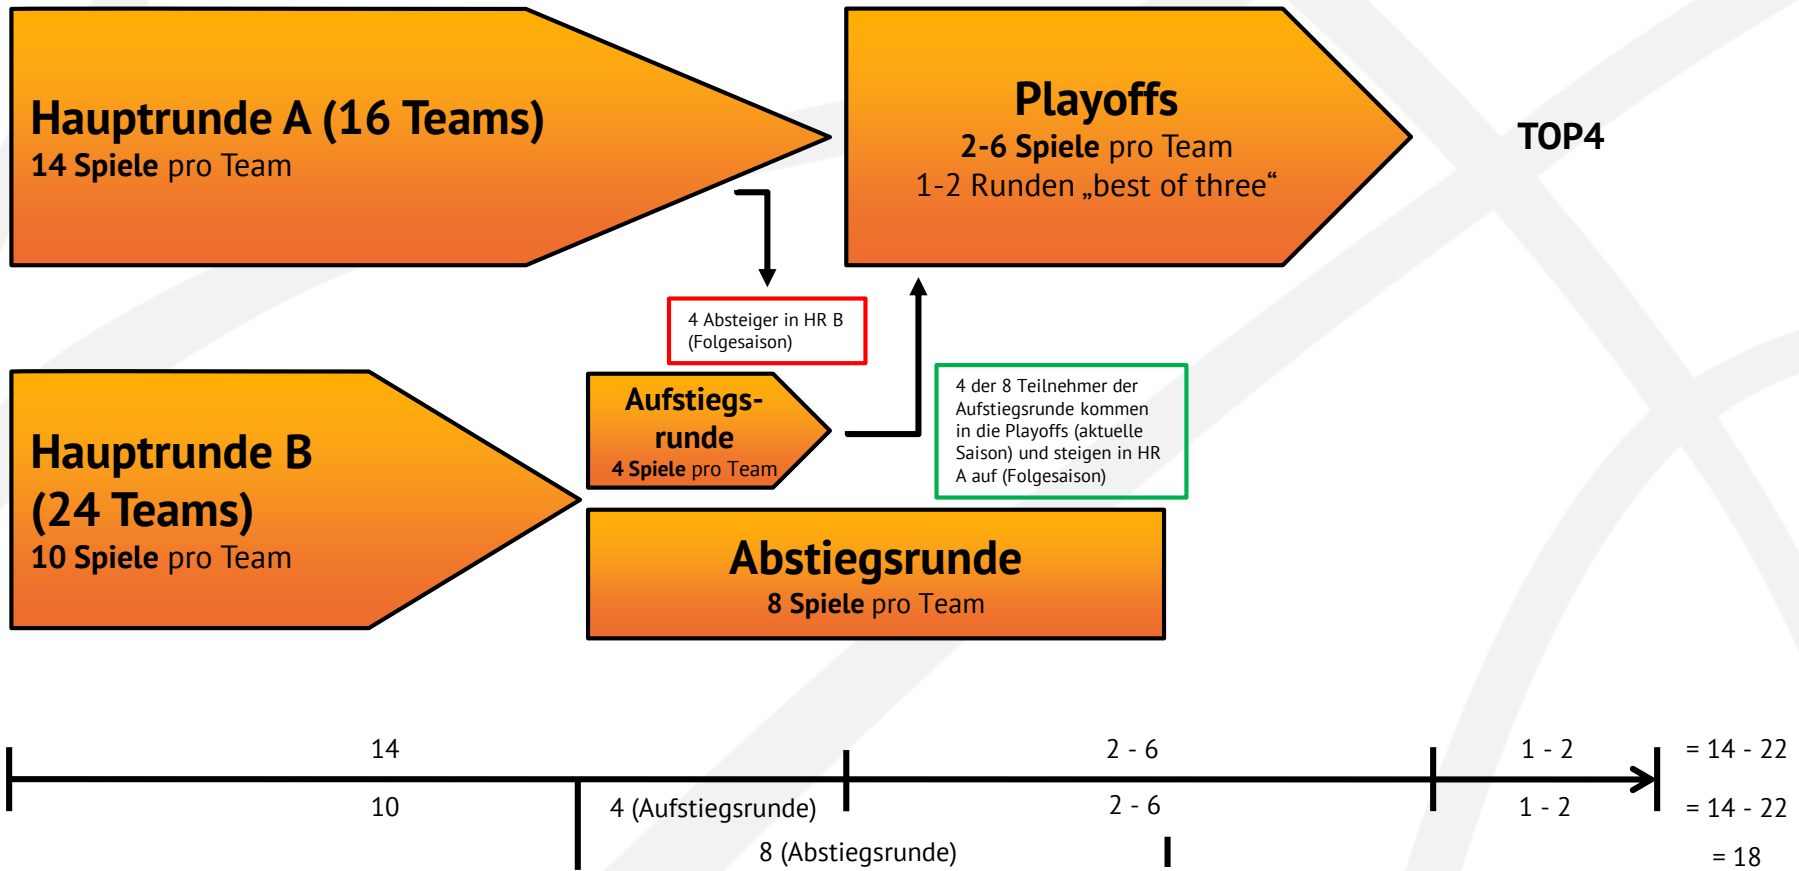 Hauptrunde A (16 Teams)
14 Spiele pro Team
Playoffs
2-6 Spiele pro Team
1-2 Runden „best of three“
TOP4
4 Absteiger in HR B
(Folgesaison)
Hauptrunde B
(24 Teams)
10 Spiele pro Team
Aufstiegs-
runde
4 Spiele pro Team
4 der 8 Teilnehmer der
Aufstiegsrunde kommen
in die Playoffs (aktuelle
Saison) und steigen in HR
A auf (Folgesaison)
Abstiegsrunde
8 Spiele pro Team
14
2 - 6
1 - 2
= 14 - 22
10
4 (Aufstiegsrunde)
2 - 6
1 - 2
= 14 - 22
8 (Abstiegsrunde)
= 18